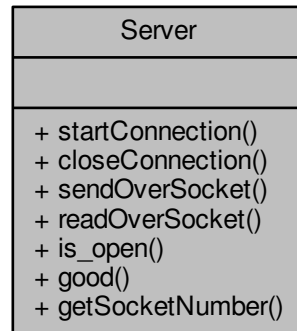 Server
+ startConnection()
+ closeConnection()
+ sendOverSocket()
+ readOverSocket()
+ is_open()
+ good()
+ getSocketNumber()